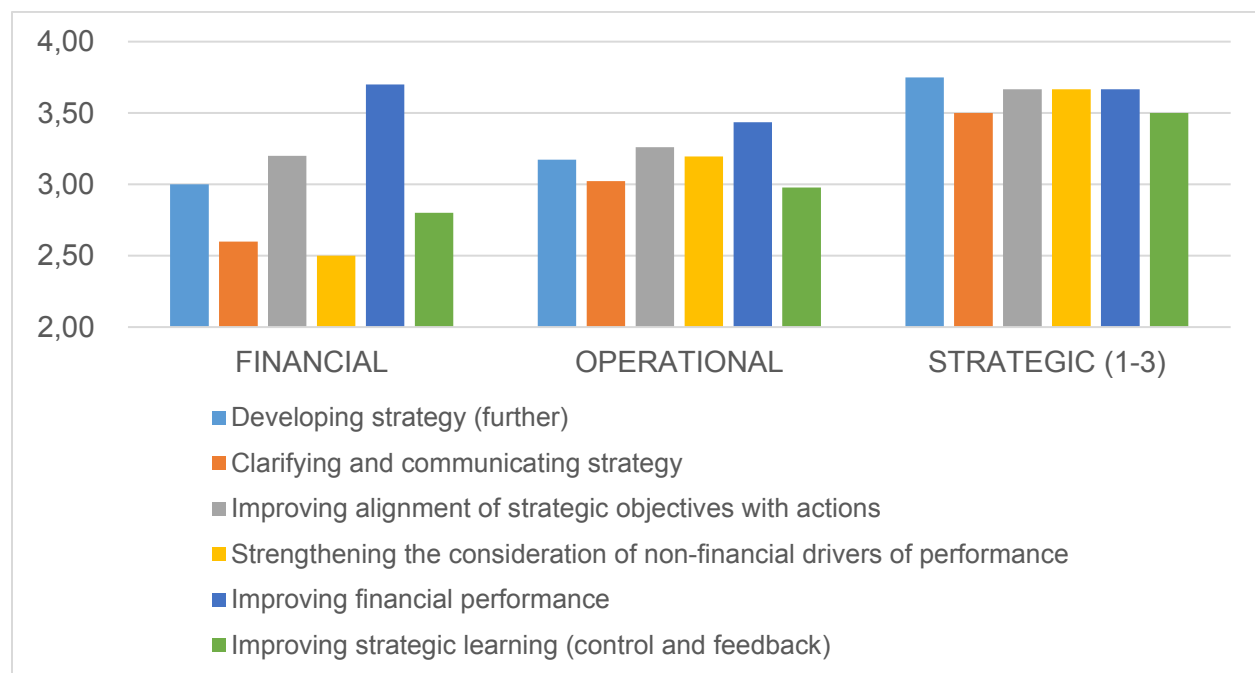 4,00
3,50
3,00
2,50
2,00
FINANCIAL OPERATIONAL STRATEGIC (1-3)
Developing strategy (further)
Clarifying and communicating strategy
Improving alignment of strategic objectives with actions
Strengthening the consideration of non-financial drivers of performance
Improving financial performance
Improving strategic learning (control and feedback)